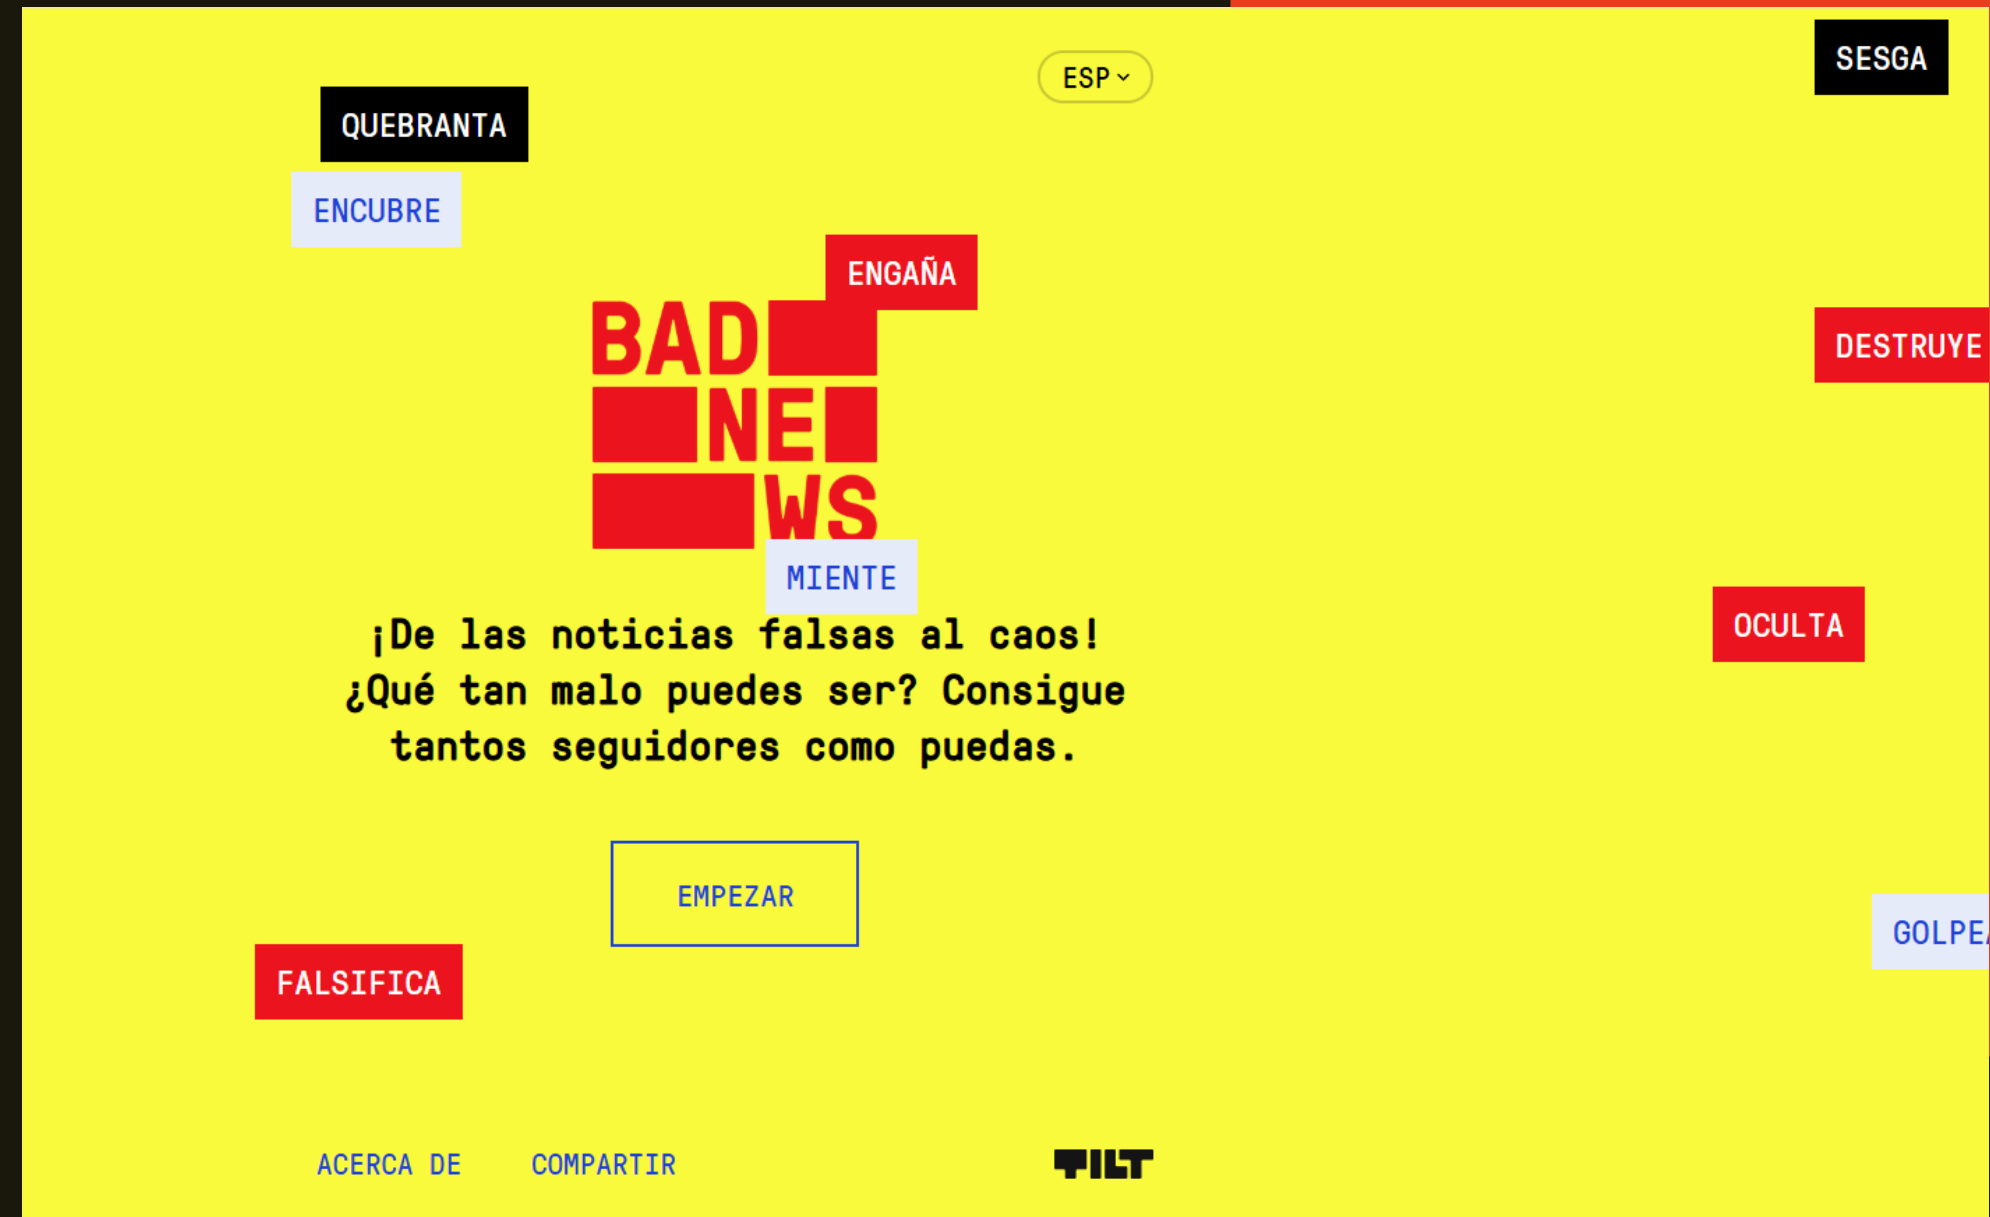 SESGA
ESP
QUEBRANTA
ENCUBRE
ENGAÑA
BAD
NE
WS
DESTRUYE
MIENTE
¡De las noticias falsas al caos!
¿Qué tan malo puedes ser? Consigue
tantos seguidores como puedas.
OCULTA
EMPEZAR
GOLPEA
FALSIFICA
ACERCA DE
COMPARTIR
TILT